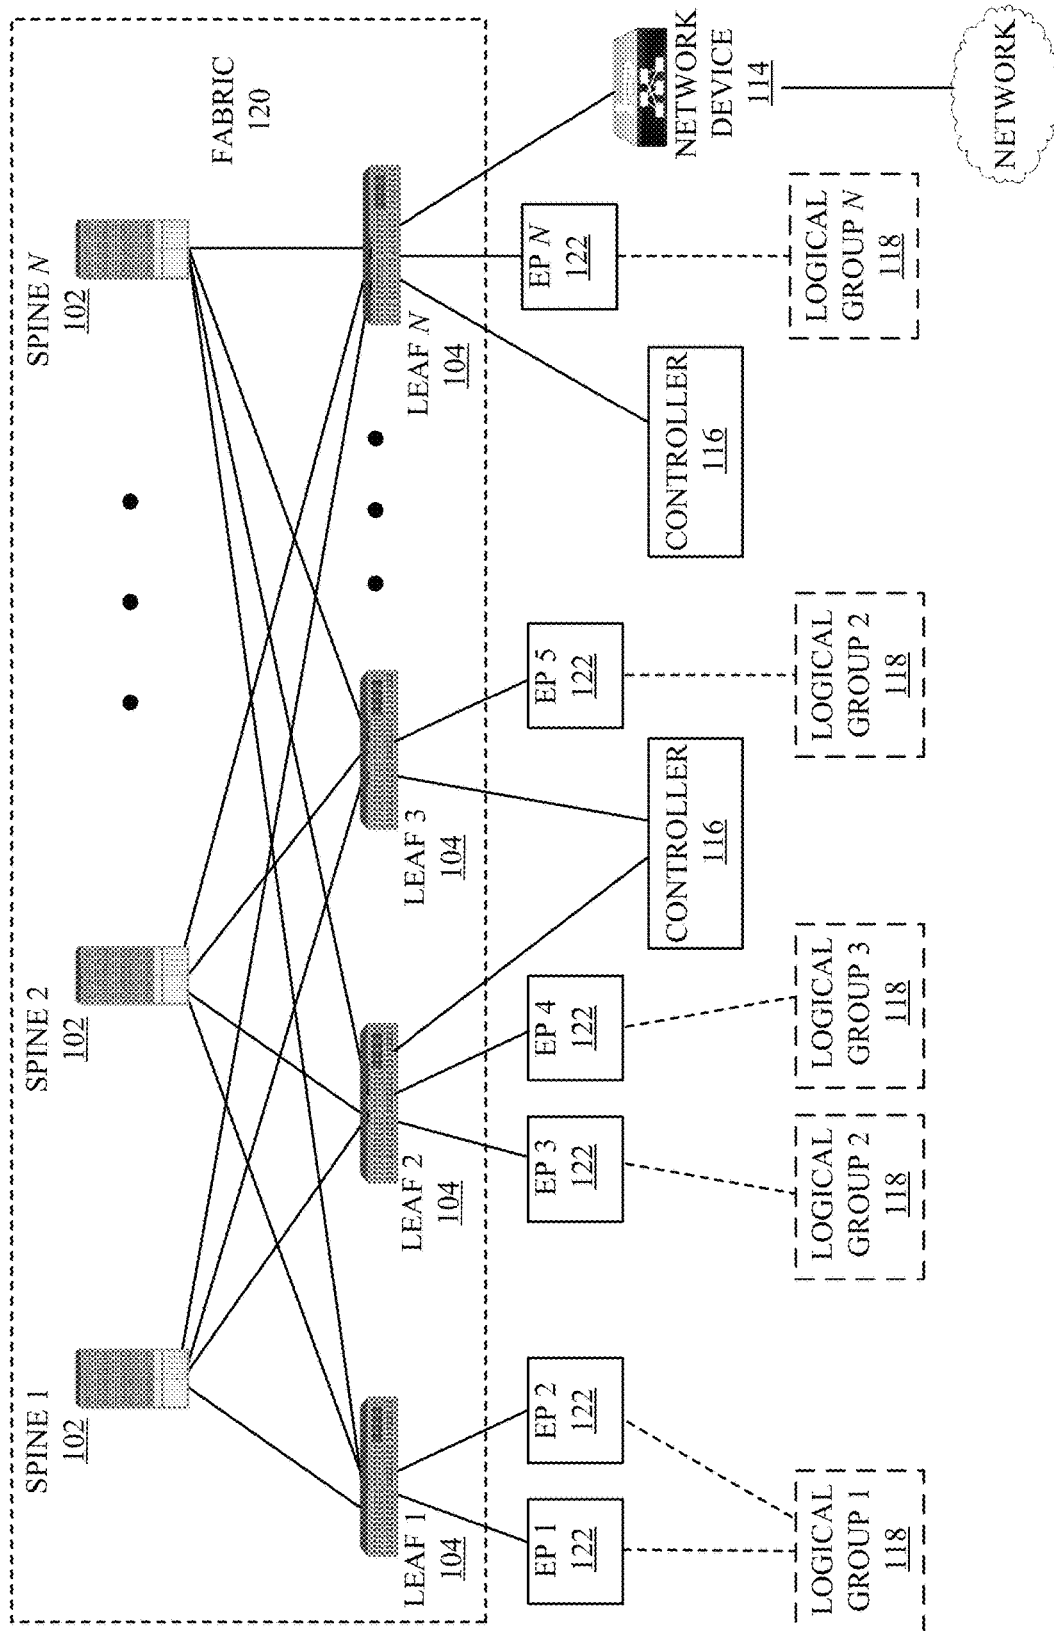 SPINE 1
102
SPINE 2
102
SPINE N
102
FABRIC
120
LEAF 1
104
LEAF 2
104
LEAF 3
104
LEAF N
104
EP 1
122
EP 2
122
EP 3
122
EP 4
122
EP 5
122
EP N
122
NETWORK
DEVICE
114
CONTROLLER
116
CONTROLLER
116
LOGICAL
GROUP 1
118
LOGICAL
GROUP 2
118
LOGICAL
GROUP 3
118
LOGICAL
GROUP 2
118
LOGICAL
GROUP N
118
NETWORK